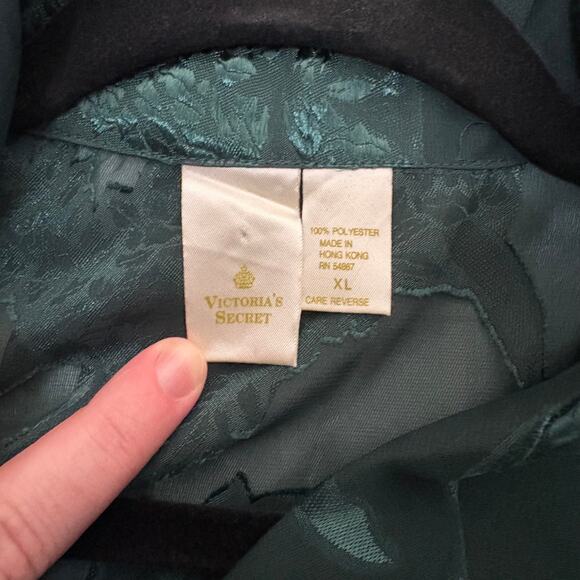 VICTORIA'S
SECRET
100% POLYESTER
MADE IN
HONG KONG
RN 54867
XL
CARE REVERSE